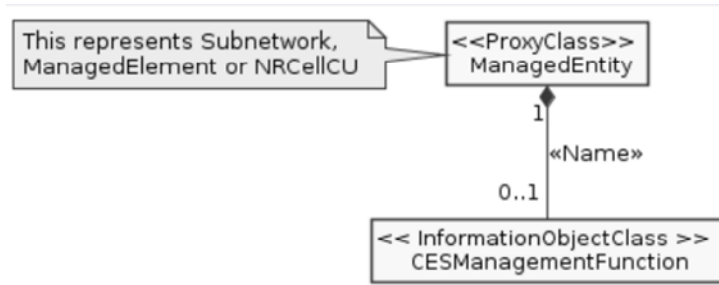 This represents Subnetwork,
ManagedElement or NRCellCU
<<ProxyClass>>
ManagedEntity
1
«Name»
0..1
<< InformationObjectClass >>
CESManagementFunction